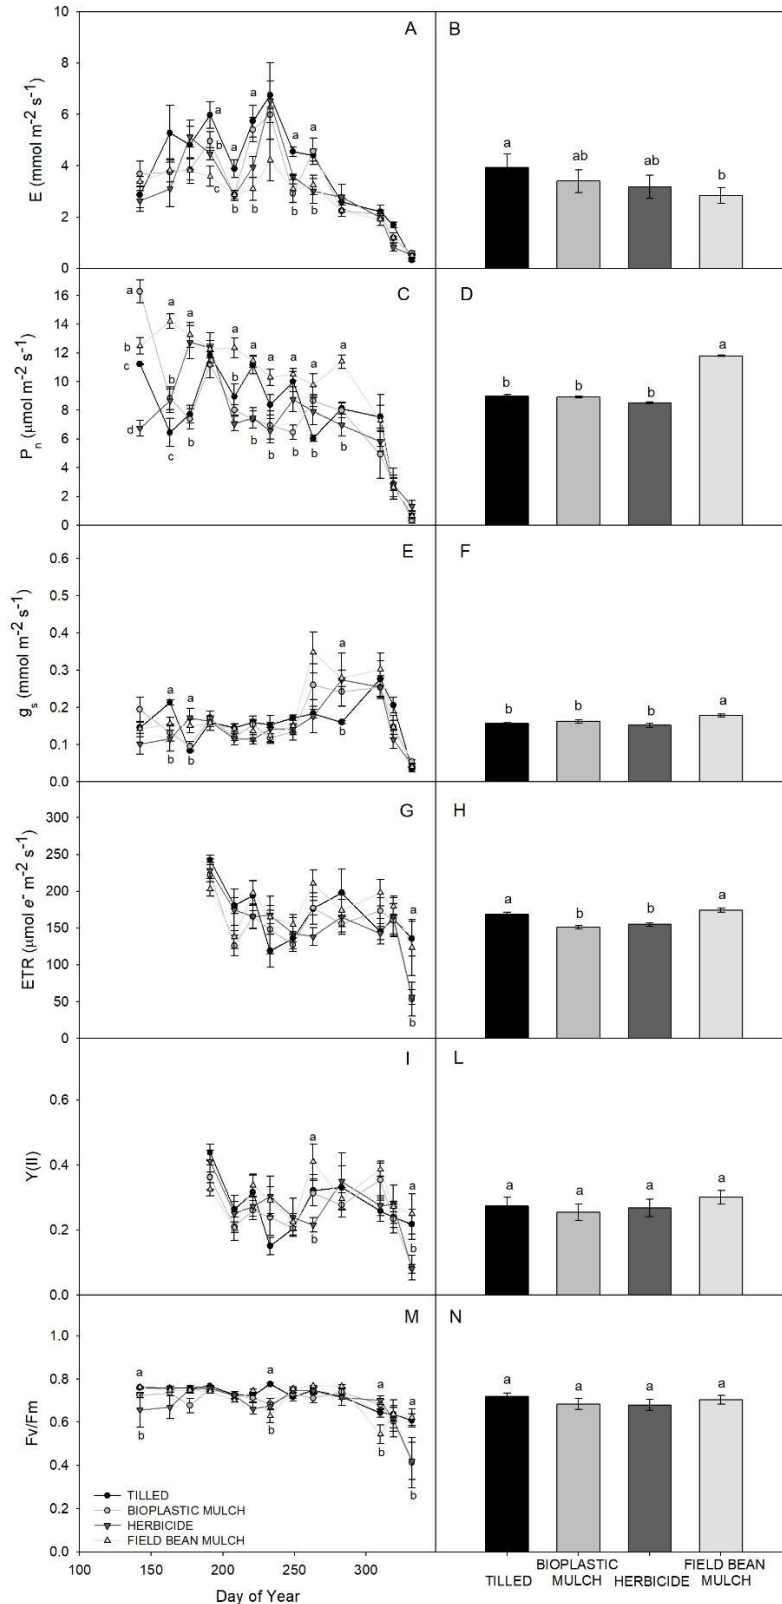 A
B
10
8
6
4
2
0
E (mmol m-2 s-1)
a
a
a
a
a
b
b
b
b
b
c
a
ab
ab
b
C
D
16
14
12
10
8
6
4
2
0
Pn (μmol m-2 s-1)
a
b
c
d
a
b
c
a
b
a
b
a
b
a
b
a
b
a
b
a
b
b
b
b
a
E
F
0.6
0.5
0.4
0.3
0.2
0.1
0.0
gs (mmol m-2 s-1)
a
a
a
b
b
b
b
b
b
a
G
H
300
250
200
150
100
50
0
ETR (μmol e- m-2 s-1)
a
b
a
b
b
a
I
L
0.6
0.4
0.2
0.0
Y(II)
a
b
a
b
a
a
a
a
M
N
1.0
0.8
0.6
0.4
0.2
0.0
Fv/Fm
a
b
a
b
a
b
a
b
a
a
a
a
TILLED
BIOPLASTIC MULCH
HERBICIDE
FIELD BEAN MULCH
100 150 200 250 300
Day of Year
TILLED
BIOPLASTIC
MULCH
HERBICIDE
FIELD BEAN
MULCH